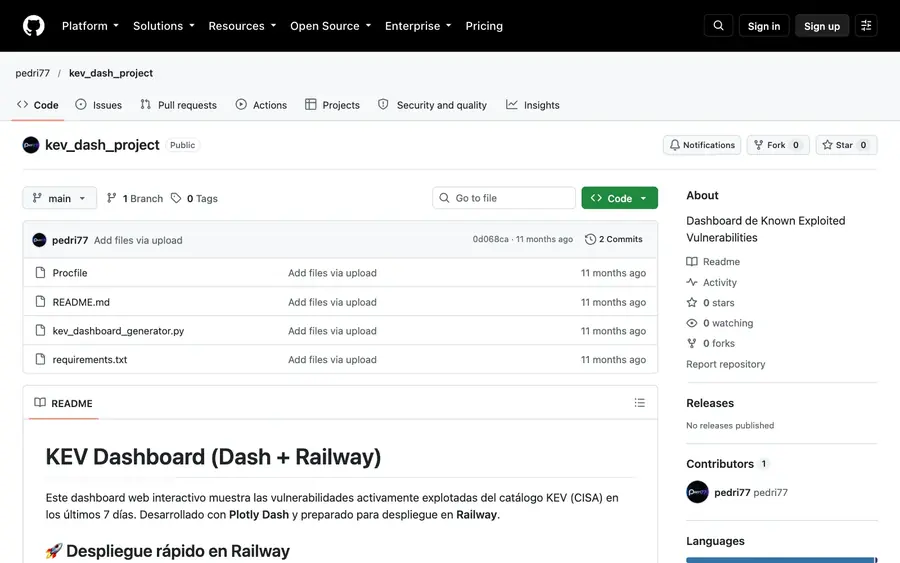 Platform Solutions Resources Open Source Enterprise Pricing Sign in Sign up
pedri77 / kev_dash_project
Code Issues Pull requests Actions Projects Security and quality Insights
kev_dash_project Public Notifications Fork 0 Star 0
main 1 Branch 0 Tags Go to file Code
pedri77 Add files via upload 0d068ca · 11 months ago 2 Commits
Procfile Add files via upload 11 months ago
README.md Add files via upload 11 months ago
kev_dashboard_generator.py Add files via upload 11 months ago
requirements.txt Add files via upload 11 months ago
README
KEV Dashboard (Dash + Railway)
Este dashboard web interactivo muestra las vulnerabilidades activamente explotadas del catálogo KEV (CISA) en
los últimos 7 días. Desarrollado con Plotly Dash y preparado para despliegue en Railway.
🚀 Despliegue rápido en Railway
About
Dashboard de Known Exploited
Vulnerabilities
Readme
Activity
0 stars
0 watching
0 forks
Report repository
Releases
No releases published
Contributors 1
pedri77 pedri77
Languages